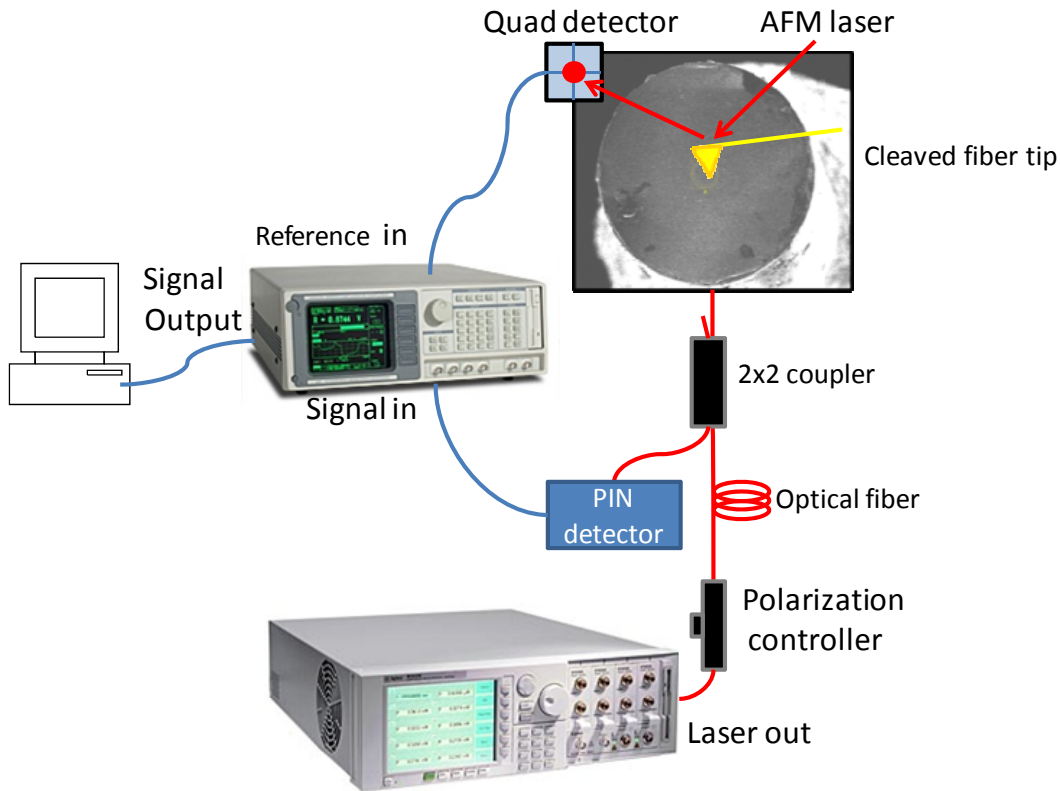 Quad detector
AFM laser
Cleaved fiber tip
Reference in
Signal
Output
Signal in
2x2 coupler
PIN
detector
Optical fiber
Polarization
controller
Laser out